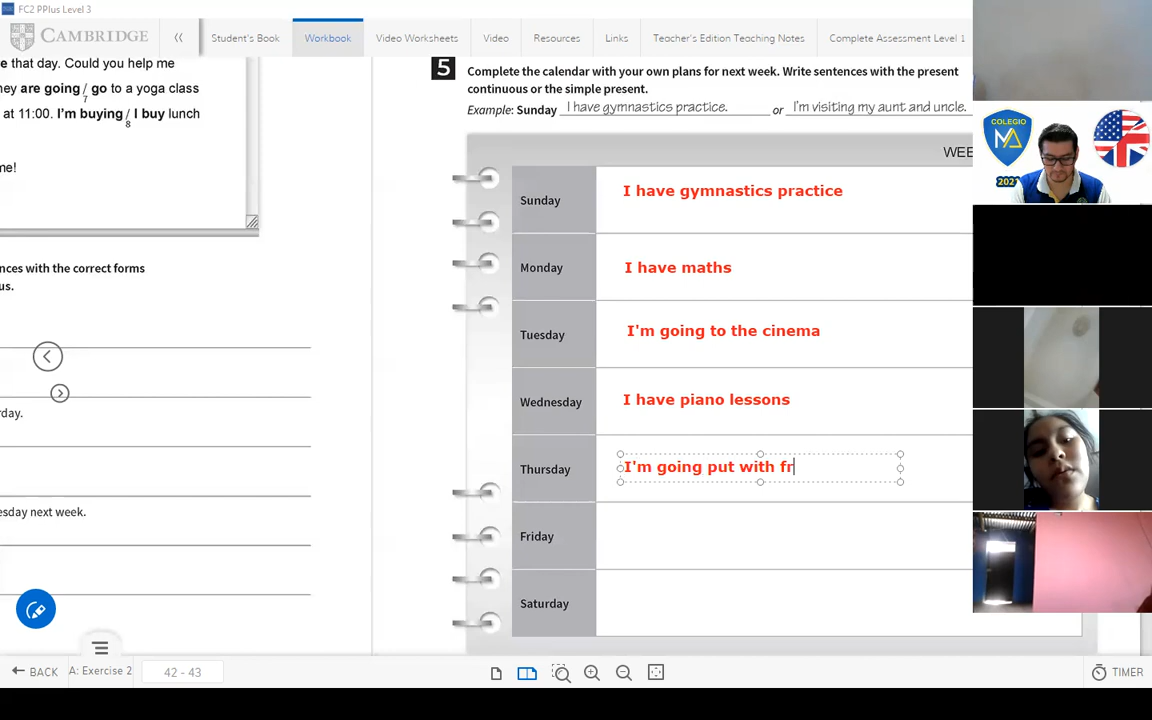 FC2 PPlus Level 3
CAMBRIDGE
Student's Book
Workbook
Video Worksheets
Video
Resources
Links
Teacher's Edition Teaching Notes
Complete Assessment Level 1
e that day. Could you help me
hey are going / go to a yoga class
7
at 11:00. I'm buying / I buy lunch
8
me!
nces with the correct forms
us.
rday.
esday next week.
5 Complete the calendar with your own plans for next week. Write sentences with the present
continuous or the simple present.
Example: Sunday I have gymnastics practice. or I'm visiting my aunt and uncle.
WEE
Sunday I have gymnastics practice
Monday I have maths
Tuesday I'm going to the cinema
Wednesday I have piano lessons
Thursday I'm going put with fr
Friday
Saturday
COLEGIO
MA
2021
BACK
A: Exercise 2
42 - 43
TIMER